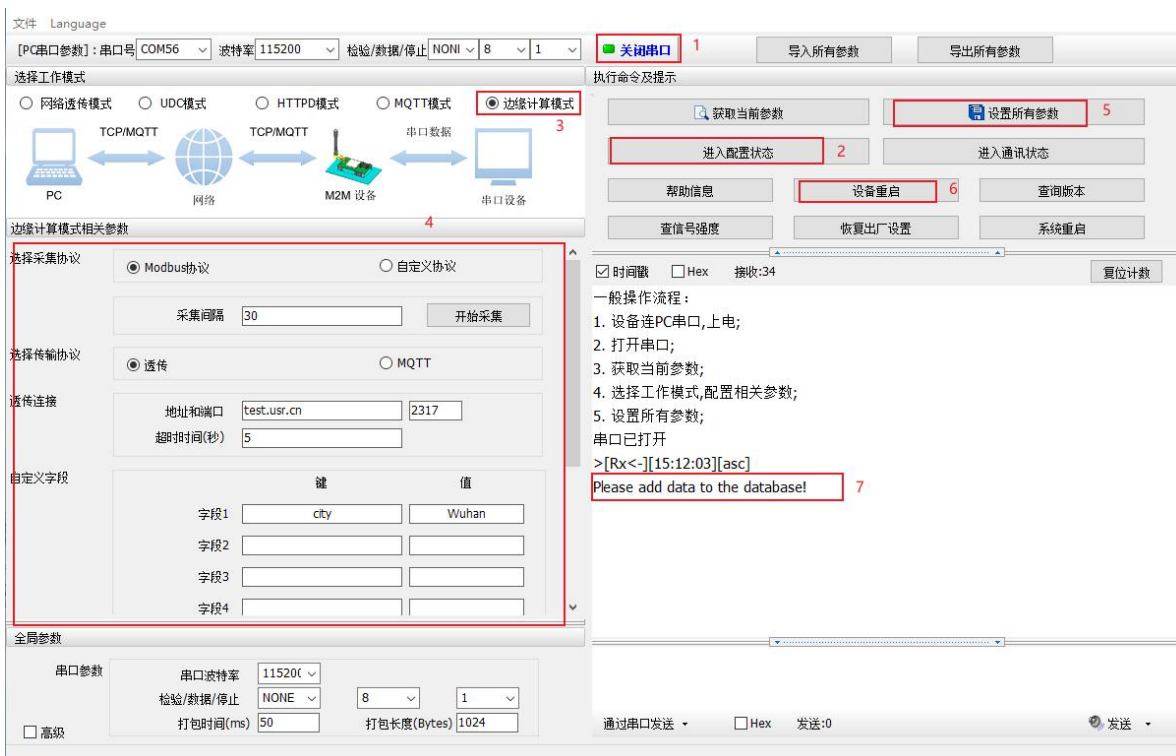 文件 Language
[PC串口参数]：串口号 COM56 波特率 115200 检验/数据/停止 NONI 8 1 关闭串口 1 导入所有参数 导出所有参数
选择工作模式
网络透传模式 UDC模式 HTTPD模式 MQTT模式 边缘计算模式
3
TCP/MQTT TCP/MQTT 串口数据
PC 网络 M2M 设备 串口设备
边缘计算模式相关参数 4
选择采集协议
Modbus协议 自定义协议
采集间隔 30 开始采集
选择传输协议
透传 MQTT
透传连接
地址和端口 test.usr.cn 2317
超时时间(秒) 5
自定义字段
键 值
字段1 city Wuhan
字段2
字段3
字段4
全局参数
串口参数 串口波特率 11520(
检验/数据/停止 NONE 8 1
打包时间(ms) 50 打包长度(Bytes) 1024
高级
执行命令及提示
获取当前参数 设置所有参数 5
进入配置状态 2 进入通讯状态
帮助信息 设备重启 6 查询版本
查信号强度 恢复出厂设置 系统重启
时间戳 Hex 接收:34 复位计数
一般操作流程：
1. 设备连PC串口,上电;
2. 打开串口;
3. 获取当前参数;
4. 选择工作模式,配置相关参数;
5. 设置所有参数;
串口已打开
>[Rx<-][15:12:03][asc]
Please add data to the database! 7
通过串口发送 Hex 发送:0 发送